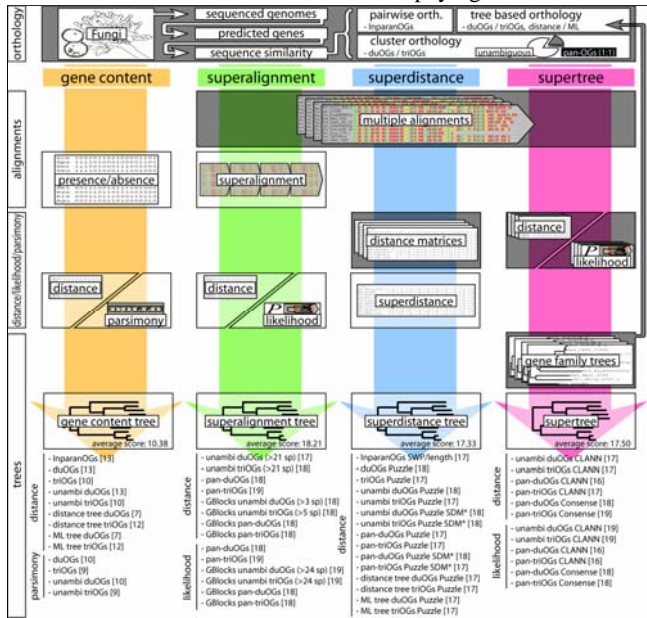 orthology
Fungi
sequenced genomes
predicted genes
sequence similarity
pairwise orth.
- InparanOGs
cluster orthology
- duOGs / triOGs
tree based orthology
- duOGs / triOGs, distance / ML
unambiguous
pan-OGs (1:1)
gene content
superalignment
superdistance
supertree
alignments
multiple alignments
presence/absence
superalignment
distance/likelihood/parsimony
distance matrices
distance
likelihood
distance
parsimony
distance
likelihood
superdistance
gene family trees
trees
gene content tree
average score: 10.38
superalignment tree
average score: 18.21
superdistance tree
average score: 17.33
supertree
average score: 17.50
distance
- InparanOGs [13]
- duOGs [13]
- triOGs [10]
- unambi duOGs [13]
- unambi triOGs [10]
- distance tree duOGs [7]
- distance tree triOGs [12]
- ML tree duOGs [7]
- ML tree triOGs [12]
parsimony
- duOGs [10]
- triOGs [9]
- unambi duOGs [10]
- unambi triOGs [9]
distance
- unambi duOGs (>21 sp) [17]
- unambi triOGs (>21 sp) [18]
- pan-duOGs [18]
- pan-triOGs [19]
- GBlocks unambi duOGs (>3 sp) [18]
- GBlocks unambi triOGs (>5 sp) [18]
- GBlocks pan-duOGs [18]
- GBlocks pan-triOGs [18]
likelihood
- pan-duOGs [18]
- pan-triOGs [19]
- GBlocks unambi duOGs (>24 sp) [19]
- GBlocks unambi triOGs (>24 sp) [19]
- GBlocks pan-duOGs [18]
- GBlocks pan-triOGs [18]
distance
- InparanOGs SWP/length [17]
- duOGs Puzzle [18]
- triOGs Puzzle [17]
- unambi duOGs Puzzle [18]
- unambi triOGs Puzzle [17]
- unambi duOGs Puzzle SDM* [18]
- unambi triOGs Puzzle SDM* [18]
- pan-duOGs Puzzle [17]
- pan-triOGs Puzzle [17]
- pan-duOGs Puzzle SDM* [18]
- pan-triOGs Puzzle SDM* [17]
- distance tree duOGs Puzzle [17]
- distance tree triOGs Puzzle [17]
- ML tree duOGs Puzzle [17]
- ML tree triOGs Puzzle [17]
distance
- unambi duOGs CLANN [17]
- unambi triOGs CLANN [17]
- pan-duOGs CLANN [16]
- pan-triOGs CLANN [17]
- pan-duOGs Consense [18]
- pan-triOGs Consense [19]
likelihood
- unambi duOGs CLANN [19]
- unambi triOGs CLANN [19]
- pan-duOGs CLANN [16]
- pan-triOGs CLANN [16]
- pan-duOGs Consense [18]
- pan-triOGs Consense [18]